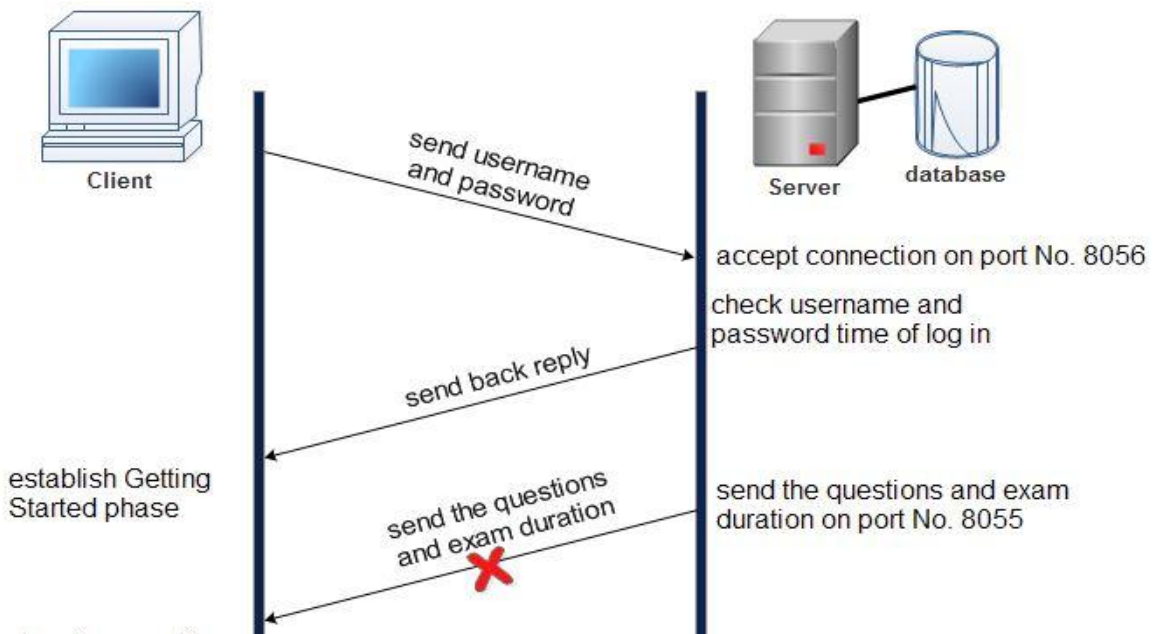 Client
Server
database
send username
and password
accept connection on port No. 8056
check username and
password time of log in
send back reply
establish Getting
Started phase
send the questions
and exam duration
send the questions and exam
duration on port No. 8055